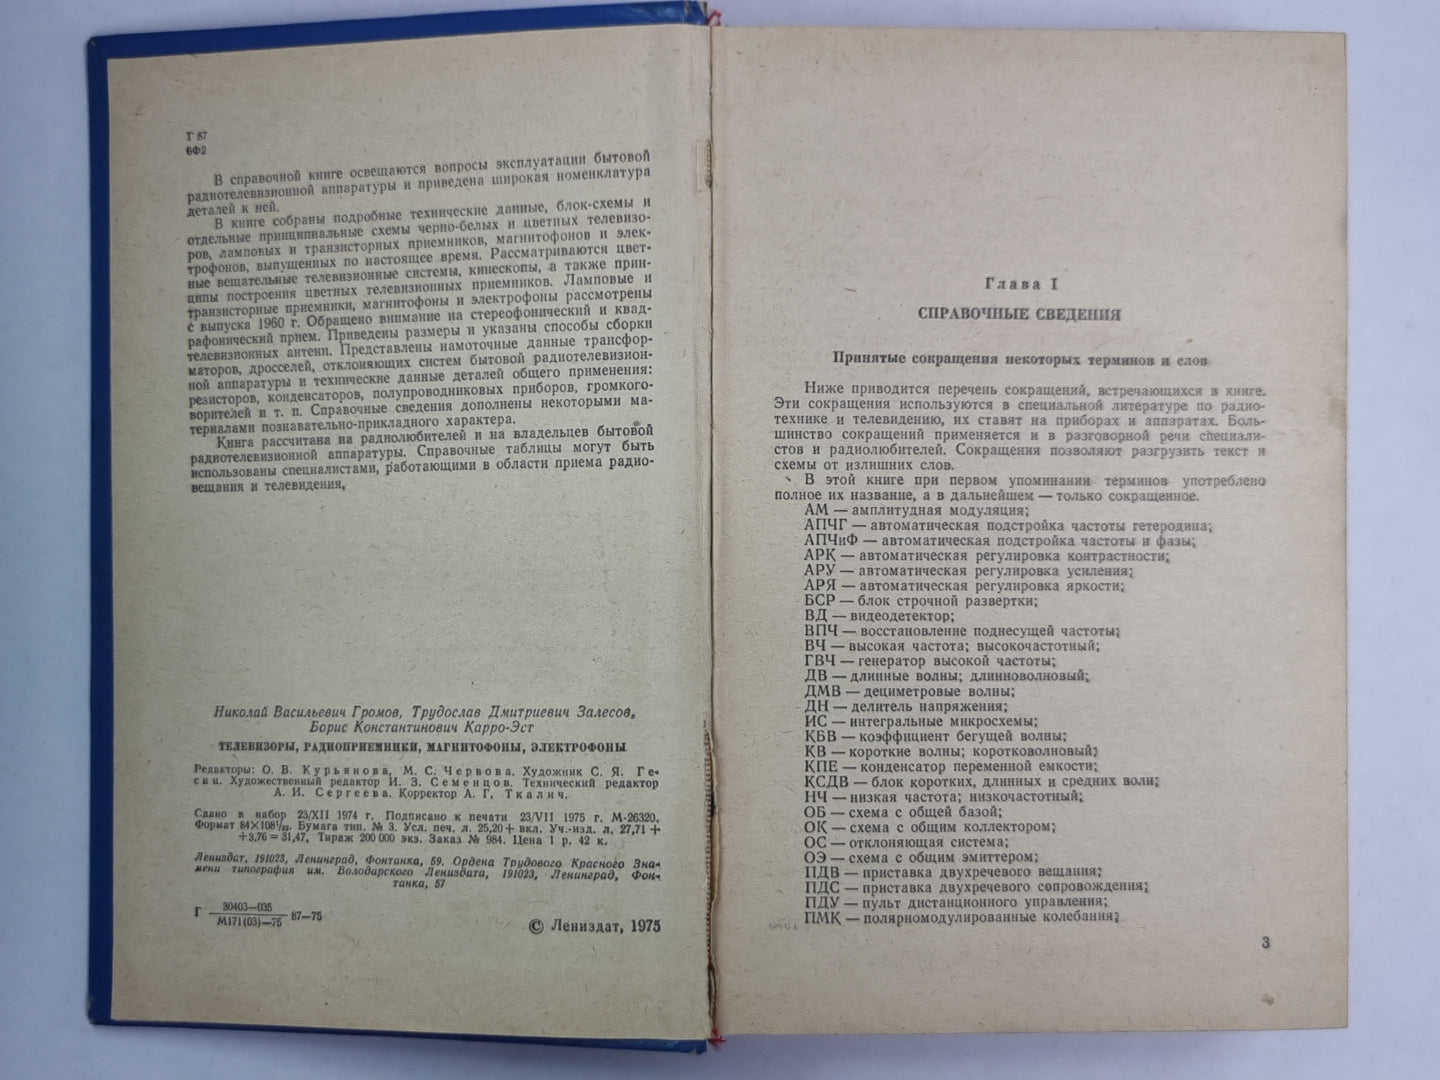 Г 87
6Ф2
В справочной книге освещаются вопросы эксплуатации бытовой
радиотелевизионной аппаратуры и приведена широкая номенклатура
деталей к ней.
В книге собраны подробные технические данные, блок-схемы и
отдельные принципиальные схемы черно-белых и цветных телевизо-
ров, ламповых и транзисторных приемников, магнитофонов и элек-
трофонов, выпущенных по настоящее время. Рассматриваются цвет-
ные вещательные телевизионные системы, кинескопы, а также прин-
ципы построения цветных телевизионных приемников. Ламповые и
транзисторные приемники, магнитофоны и электрофоны рассмотрены
с выпуска 1960 г. Обращено внимание на стереофонический и квад-
рафонический прием. Приведены размеры и указаны способы сборки
телевизионных антенн. Представлены намоточные данные трансфор-
маторов, дросселей, отклоняющих систем бытовой радиотелевизион-
ной аппаратуры и технические данные деталей общего применения:
резисторов, конденсаторов, полупроводниковых приборов, громкого-
ворителей и т. п. Справочные сведения дополнены некоторыми ма-
териалами познавательно-прикладного характера.
Книга рассчитана на радиолюбителей и на владельцев бытовой
радиотелевизионной аппаратуры. Справочные таблицы могут быть
использованы специалистами, работающими в области приема радио-
вещания и телевидения,
Николай Васильевич Громов, Трудослав Дмитриевич Залесов,
Борис Константинович Карро-Эст
ТЕЛЕВИЗОРЫ, РАДИОПРИЕМНИКИ, МАГНИТОФОНЫ, ЭЛЕКТРОФОНЫ
Редакторы: О. В. Курьянова, М. С. Червова. Художник С. Я. Ге-
син. Художественный редактор И. З. Семенцов. Технический редактор
А. И. Сергеева. Корректор А. Г. Ткалич.
Сдано в набор 23/XII 1974 г. Подписано к печати 23/VII 1975 г. М-26320.
Формат 84×108¹/₃₂. Бумага тип. № 3. Усл. печ. л. 25,20+ вкл. Уч.-изд. л. 27,71 +
+3,76 = 31,47. Тираж 200 000 экз. Заказ № 984. Цена 1 р. 42 к.
Лениздат, 191023, Ленинград, Фонтанка, 59. Ордена Трудового Красного Зна-
мени типография им. Володарского Лениздата, 191023, Ленинград, Фон-
танка, 57
Г 30403—035
М171(03)—75 87—75
© Лениздат, 1975
Глава I
СПРАВОЧНЫЕ СВЕДЕНИЯ
Принятые сокращения некоторых терминов и слов
Ниже приводится перечень сокращений, встречающихся в книге.
Эти сокращения используются в специальной литературе по радио-
технике и телевидению, их ставят на приборах и аппаратах. Боль-
шинство сокращений применяется и в разговорной речи специали-
стов и радиолюбителей. Сокращения позволяют разгрузить текст и
схемы от излишних слов.
В этой книге при первом упоминании терминов употреблено
полное их название, а в дальнейшем — только сокращенное.
АМ — амплитудная модуляция;
АПЧГ — автоматическая подстройка частоты гетеродина;
АПЧиФ — автоматическая подстройка частоты и фазы;
АРК — автоматическая регулировка контрастности;
АРУ — автоматическая регулировка усиления;
АРЯ — автоматическая регулировка яркости;
БСР — блок строчной развертки;
ВД — видеодетектор;
ВПЧ — восстановление поднесущей частоты;
ВЧ — высокая частота; высокочастотный;
ГВЧ — генератор высокой частоты;
ДВ — длинные волны; длинноволновый;
ДМВ — дециметровые волны;
ДН — делитель напряжения;
ИС — интегральные микросхемы;
КБВ — коэффициент бегущей волны;
КВ — короткие волны; коротковолновый;
КПЕ — конденсатор переменной емкости;
КСДВ — блок коротких, длинных и средних волн;
НЧ — низкая частота; низкочастотный;
ОБ — схема с общей базой;
ОК — схема с общим коллектором;
ОС — отклоняющая система;
ОЭ — схема с общим эмиттером;
ПДВ — приставка двухречевого вещания;
ПДС — приставка двухречевого сопровождения;
ПДУ — пульт дистанционного управления;
ПМК — полярномодулированные колебания;
3